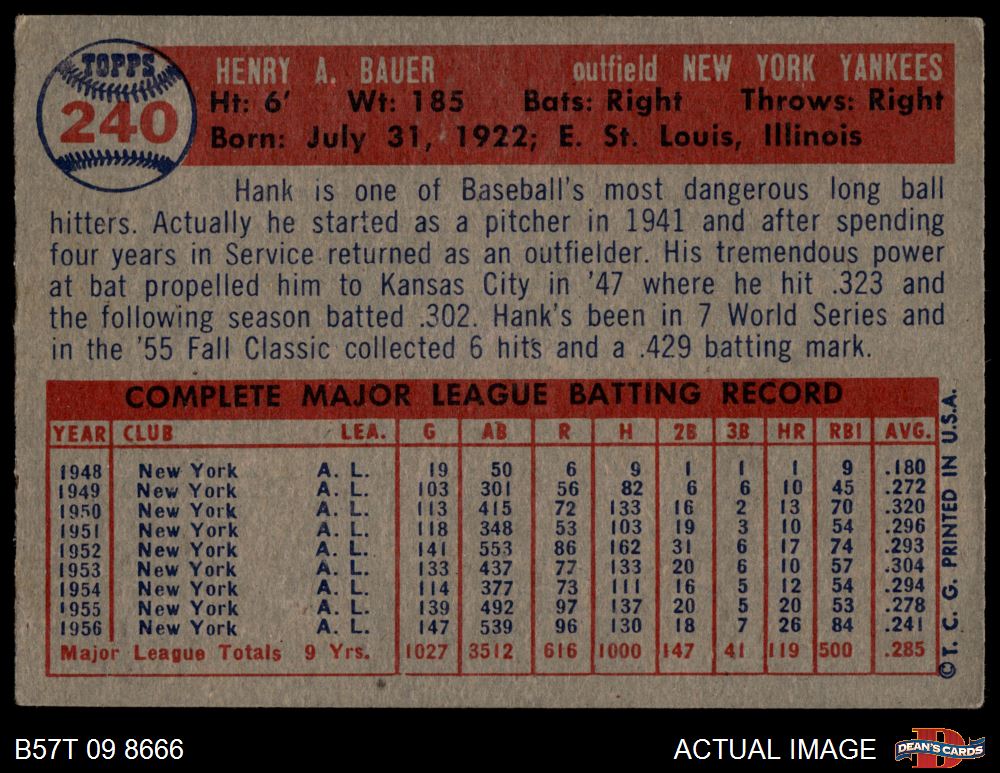 TOPPS
240
HENRY A. BAUER outfield NEW YORK YANKEES
Ht: 6' Wt: 185 Bats: Right Throws: Right
Born: July 31, 1922; E. St. Louis, Illinois
Hank is one of Baseball's most dangerous long ball
hitters. Actually he started as a pitcher in 1941 and after spending
four years in Service returned as an outfielder. His tremendous power
at bat propelled him to Kansas City in '47 where he hit .323 and
the following season batted .302. Hank's been in 7 World Series and
in the '55 Fall Classic collected 6 hits and a .429 batting mark.
COMPLETE MAJOR LEAGUE BATTING RECORD
YEAR CLUB LEA. G AB R H 2B 3B HR RBI AVG.
1948 New York A. L. 19 50 6 9 1 1 1 9 .180
1949 New York A. L. 103 301 56 82 6 6 10 45 .272
1950 New York A. L. 113 415 72 133 16 2 13 70 .320
1951 New York A. L. 118 348 53 103 19 3 10 54 .296
1952 New York A. L. 141 553 86 162 31 6 17 74 .293
1953 New York A. L. 133 437 77 133 20 6 10 57 .304
1954 New York A. L. 114 377 73 111 16 5 12 54 .294
1955 New York A. L. 139 492 97 137 20 5 20 53 .278
1956 New York A. L. 147 539 96 130 18 7 26 84 .241
Major League Totals 9 Yrs. 1027 3512 616 1000 147 41 119 500 .285
© T. C. G. PRINTED IN U.S.A.
B57T 09 8666
ACTUAL IMAGE
D
DEAN'S CARDS